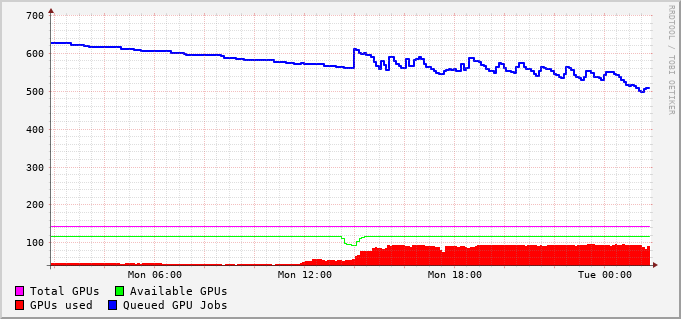 700
600
500
400
300
200
100
Mon 06:00 Mon 12:00 Mon 18:00 Tue 00:00
Total GPUs Available GPUs
GPUs used Queued GPU Jobs
RRDTOOL / TOBI OETIKER